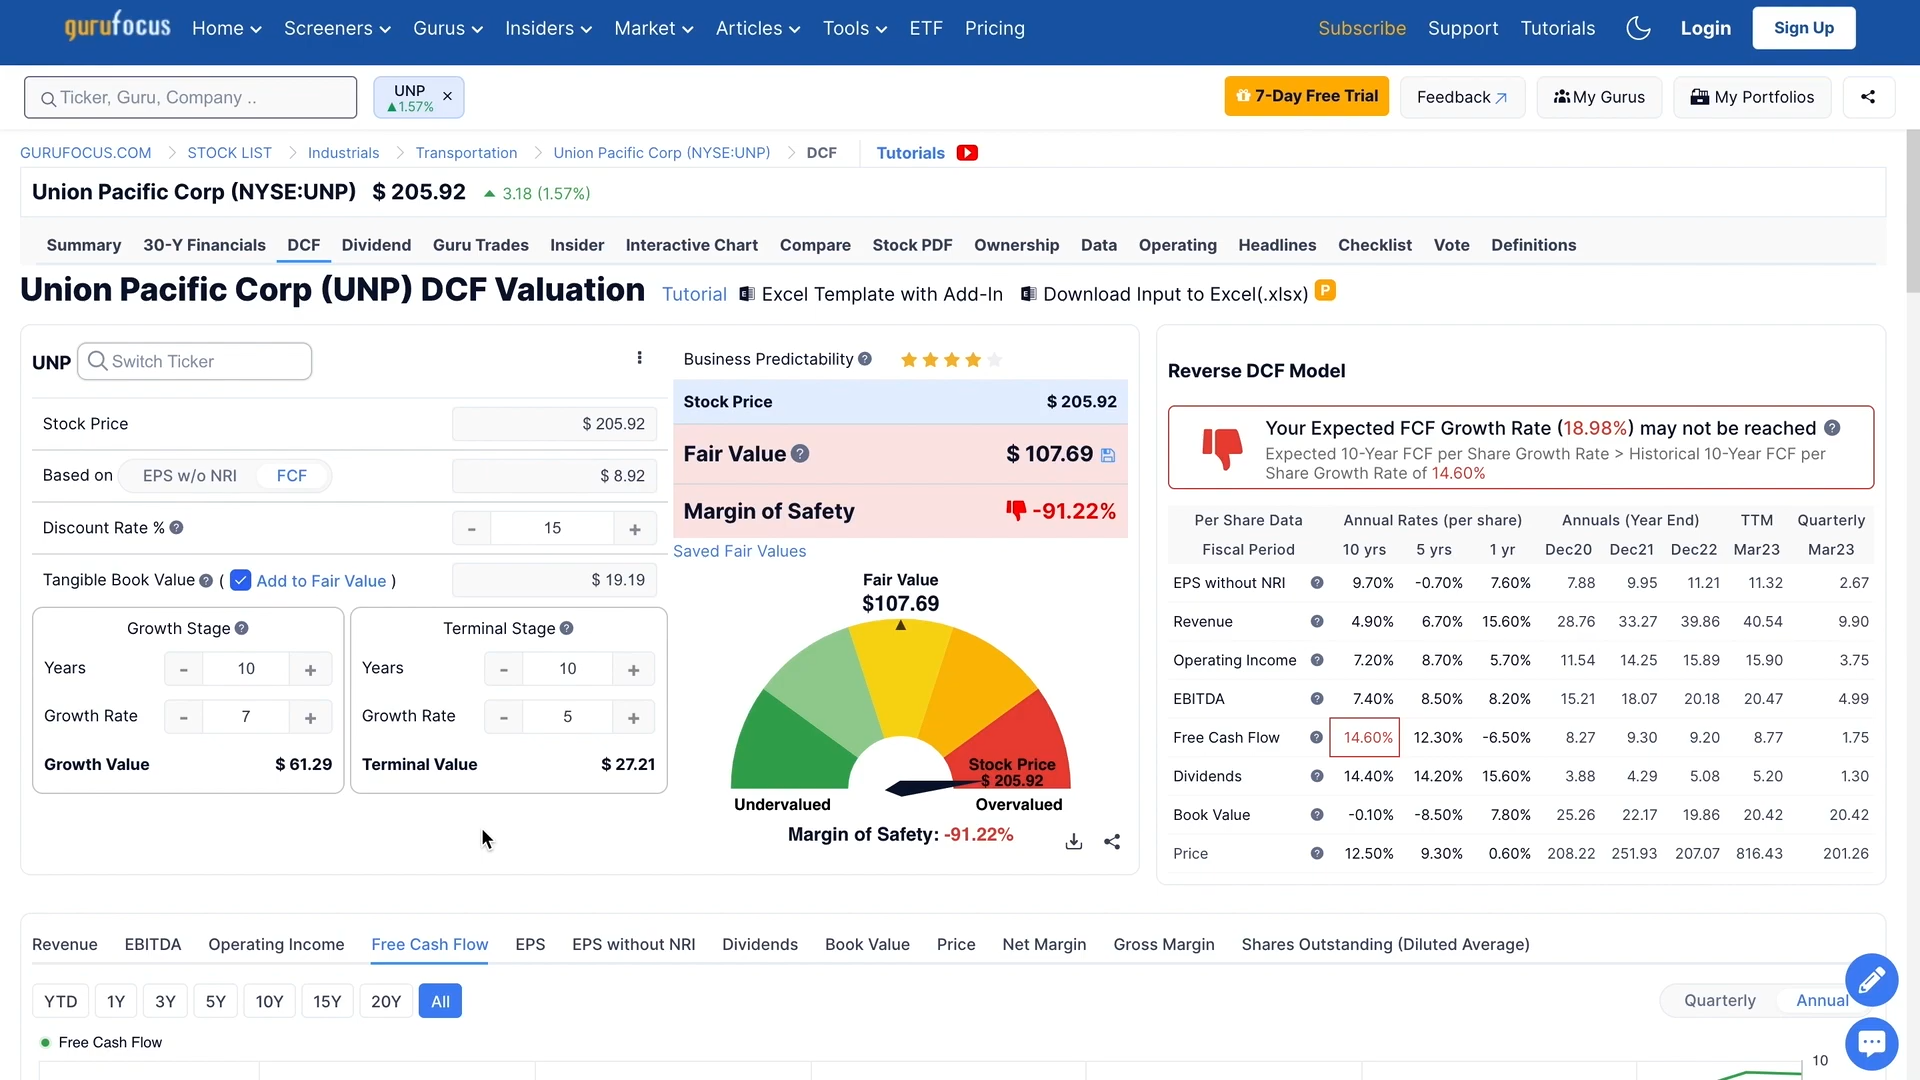 gurufocus Home Screeners Gurus Insiders Market Articles Tools ETF Pricing Subscribe Support Tutorials Login Sign Up
Ticker, Guru, Company .. UNP 1.57% × 7-Day Free Trial Feedback My Gurus My Portfolios
GURUFOCUS.COM STOCK LIST Industrials Transportation Union Pacific Corp (NYSE:UNP) DCF Tutorials
Union Pacific Corp (NYSE:UNP) $ 205.92 3.18 (1.57%)
Summary 30-Y Financials DCF Dividend Guru Trades Insider Interactive Chart Compare Stock PDF Ownership Data Operating Headlines Checklist Vote Definitions
Union Pacific Corp (UNP) DCF Valuation Tutorial Excel Template with Add-In Download Input to Excel(.xlsx) P
UNP Switch Ticker
Stock Price $ 205.92
Based on EPS w/o NRI FCF $ 8.92
Discount Rate % ? - 15 +
Tangible Book Value ? ( Add to Fair Value ) $ 19.19
Growth Stage ?
Years - 10 +
Growth Rate - 7 +
Growth Value $ 61.29
Terminal Stage ?
Years - 10 +
Growth Rate - 5 +
Terminal Value $ 27.21
Business Predictability ?
Stock Price $ 205.92
Fair Value ? $ 107.69
Margin of Safety -91.22%
Saved Fair Values
Fair Value
$107.69
Stock Price
$ 205.92
Undervalued Overvalued
Margin of Safety: -91.22%
Reverse DCF Model
Your Expected FCF Growth Rate (18.98%) may not be reached ?
Expected 10-Year FCF per Share Growth Rate > Historical 10-Year FCF per
Share Growth Rate of 14.60%
Per Share Data Annual Rates (per share) Annuals (Year End) TTM Quarterly
Fiscal Period 10 yrs 5 yrs 1 yr Dec20 Dec21 Dec22 Mar23 Mar23
EPS without NRI ? 9.70% -0.70% 7.60% 7.88 9.95 11.21 11.32 2.67
Revenue ? 4.90% 6.70% 15.60% 28.76 33.27 39.86 40.54 9.90
Operating Income ? 7.20% 8.70% 5.70% 11.54 14.25 15.89 15.90 3.75
EBITDA ? 7.40% 8.50% 8.20% 15.21 18.07 20.18 20.47 4.99
Free Cash Flow ? 14.60% 12.30% -6.50% 8.27 9.30 9.20 8.77 1.75
Dividends ? 14.40% 14.20% 15.60% 3.88 4.29 5.08 5.20 1.30
Book Value ? -0.10% -8.50% 7.80% 25.26 22.17 19.86 20.42 20.42
Price ? 12.50% 9.30% 0.60% 208.22 251.93 207.07 816.43 201.26
Revenue EBITDA Operating Income Free Cash Flow EPS EPS without NRI Dividends Book Value Price Net Margin Gross Margin Shares Outstanding (Diluted Average)
YTD 1Y 3Y 5Y 10Y 15Y 20Y All Quarterly Annual
Free Cash Flow
10